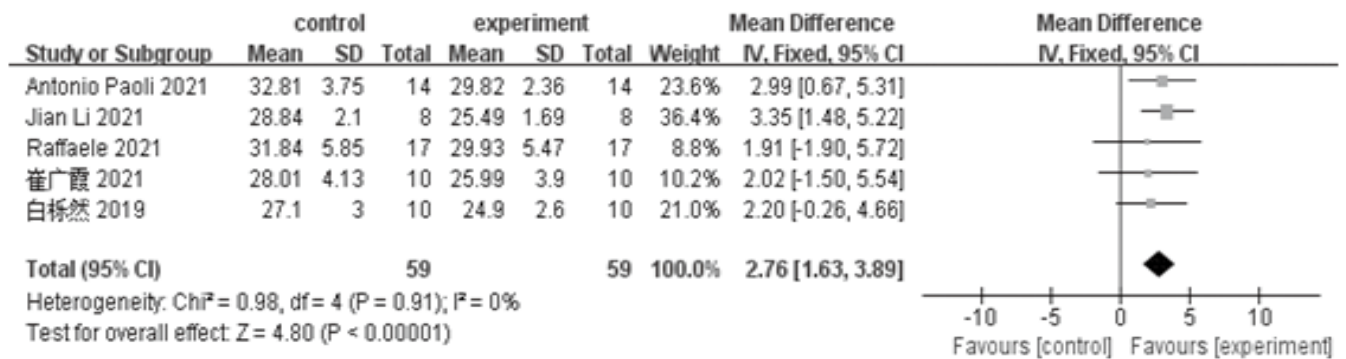 control experiment Mean Difference Mean Difference
Study or Subgroup Mean SD Total Mean SD Total Weight IV, Fixed, 95% CI IV, Fixed, 95% CI
Antonio Paoli 2021 32.81 3.75 14 29.82 2.36 14 23.6% 2.99 [0.67, 5.31]
Jian Li 2021 28.84 2.1 8 25.49 1.69 8 36.4% 3.35 [1.48, 5.22]
Raffaele 2021 31.84 5.85 17 29.93 5.47 17 8.8% 1.91 [-1.90, 5.72]
崔广霞 2021 28.01 4.13 10 25.99 3.9 10 10.2% 2.02 [-1.50, 5.54]
白栎然 2019 27.1 3 10 24.9 2.6 10 21.0% 2.20 [-0.26, 4.66]
Total (95% CI) 59 59 100.0% 2.76 [1.63, 3.89]
Heterogeneity: Chi² = 0.98, df = 4 (P = 0.91); I² = 0%
Test for overall effect: Z = 4.80 (P < 0.00001)
-10 -5 0 5 10
Favours [control] Favours [experiment]